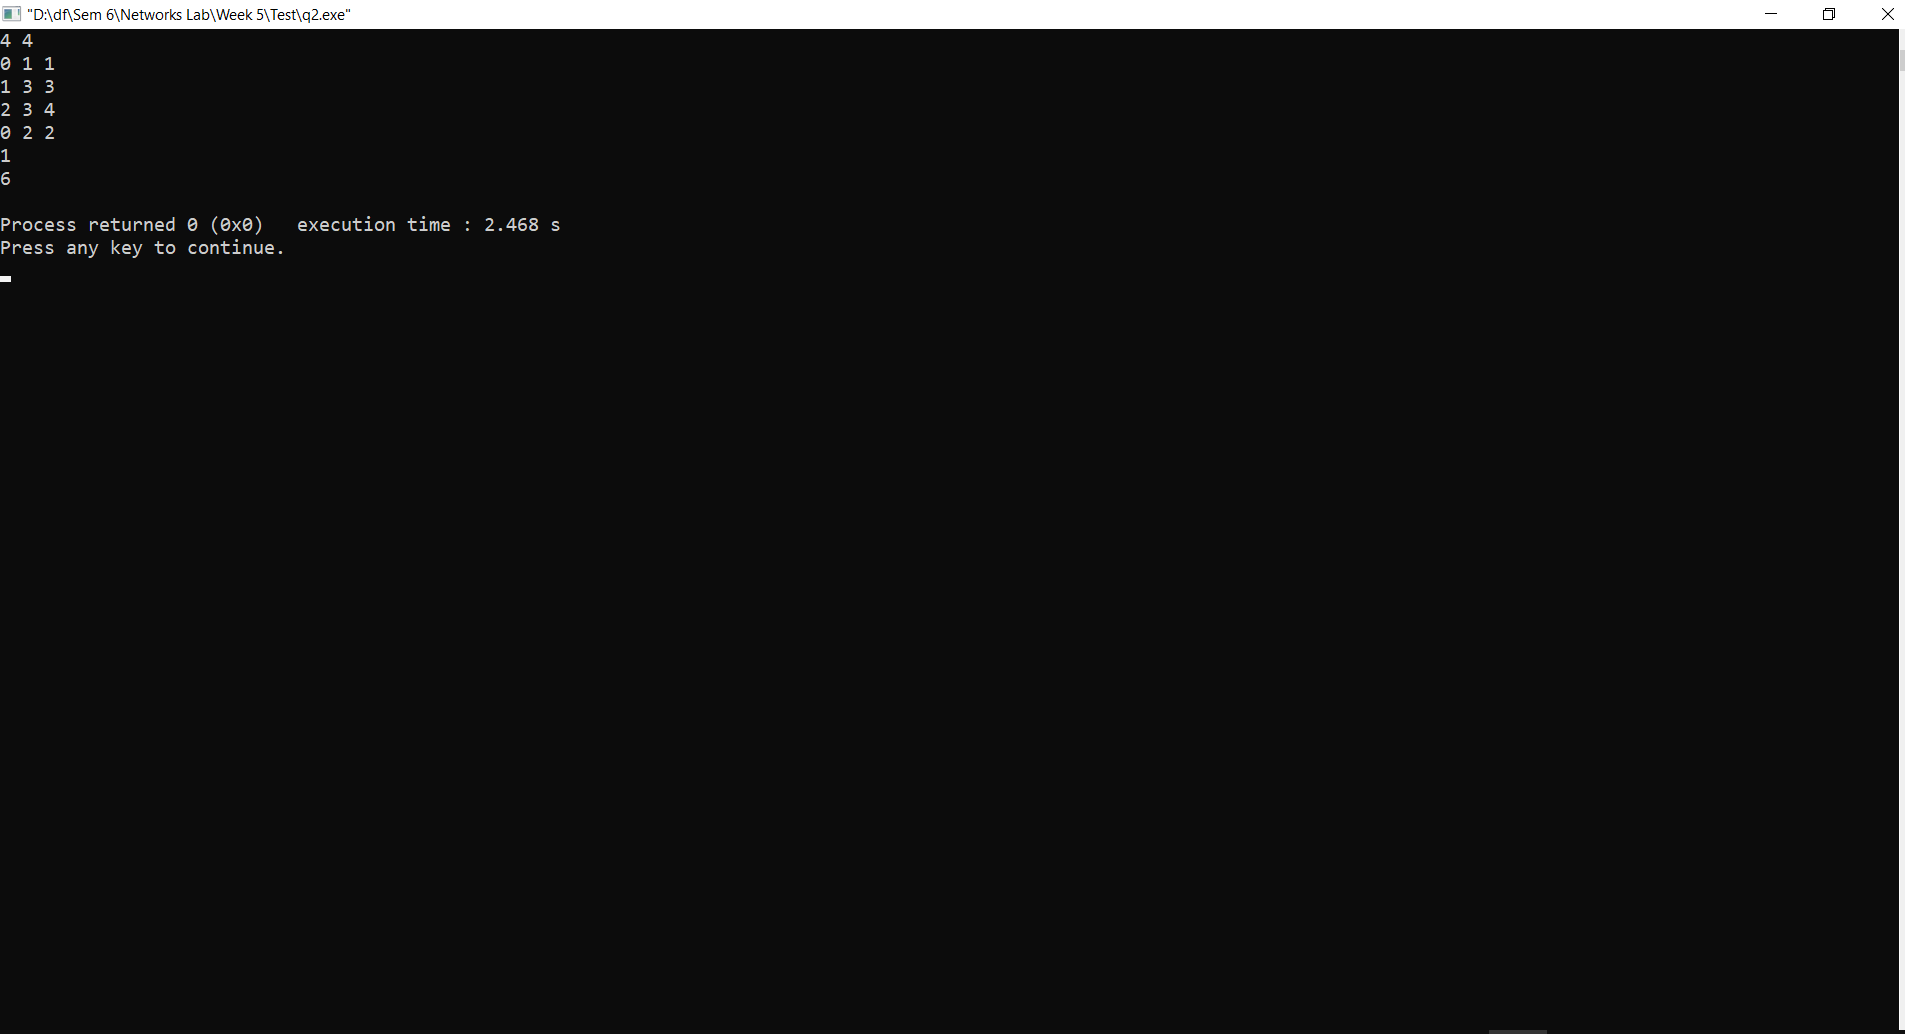 "D:\df\Sem 6\Networks Lab\Week 5\Test\q2.exe"
4 4
0 1 1
1 3 3
2 3 4
0 2 2
1
6
Process returned 0 (0x0)   execution time : 2.468 s
Press any key to continue.